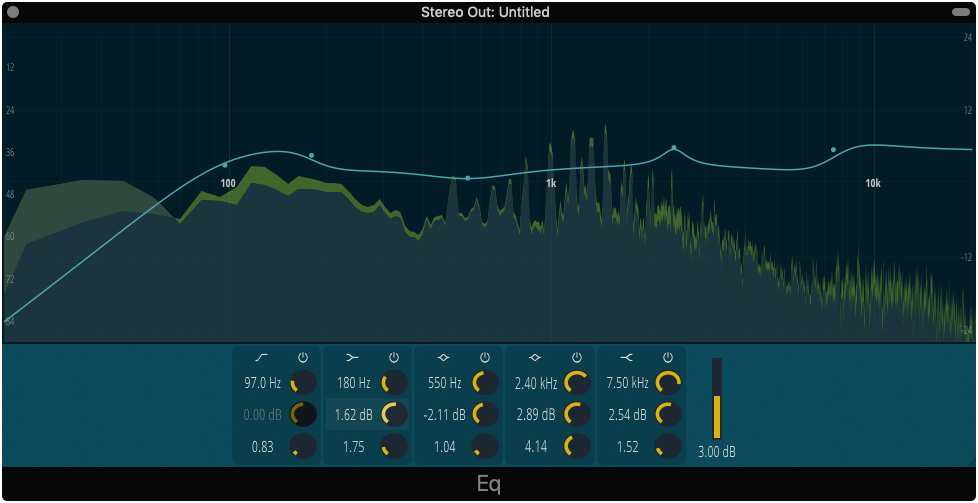 Stereo Out: Untitled
24
12
24
12
36
100
1k
10k
48
60
-12
72
84
-24
97.0 Hz
180 Hz
550 Hz
2.40 kHz
7.50 kHz
0.00 dB
1.62 dB
-2.11 dB
2.89 dB
2.54 dB
0.83
1.75
1.04
4.14
1.52
3.00 dB
Eq